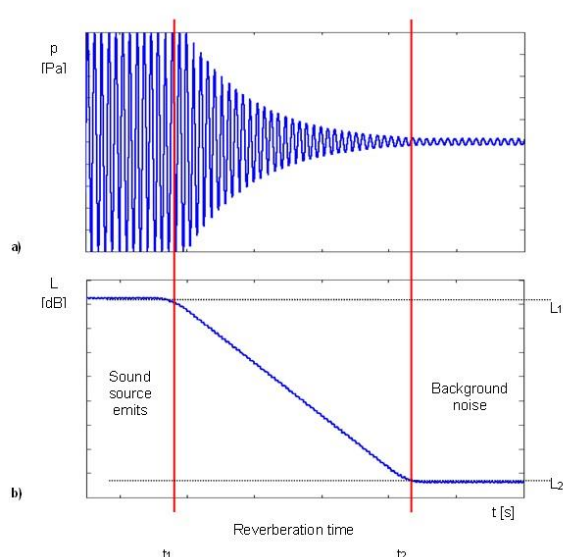 p
[Pa]
a)
L
[dB]
L1
Sound
source
emits
Background
noise
L2
b)
t [s]
Reverberation time
t1
t2